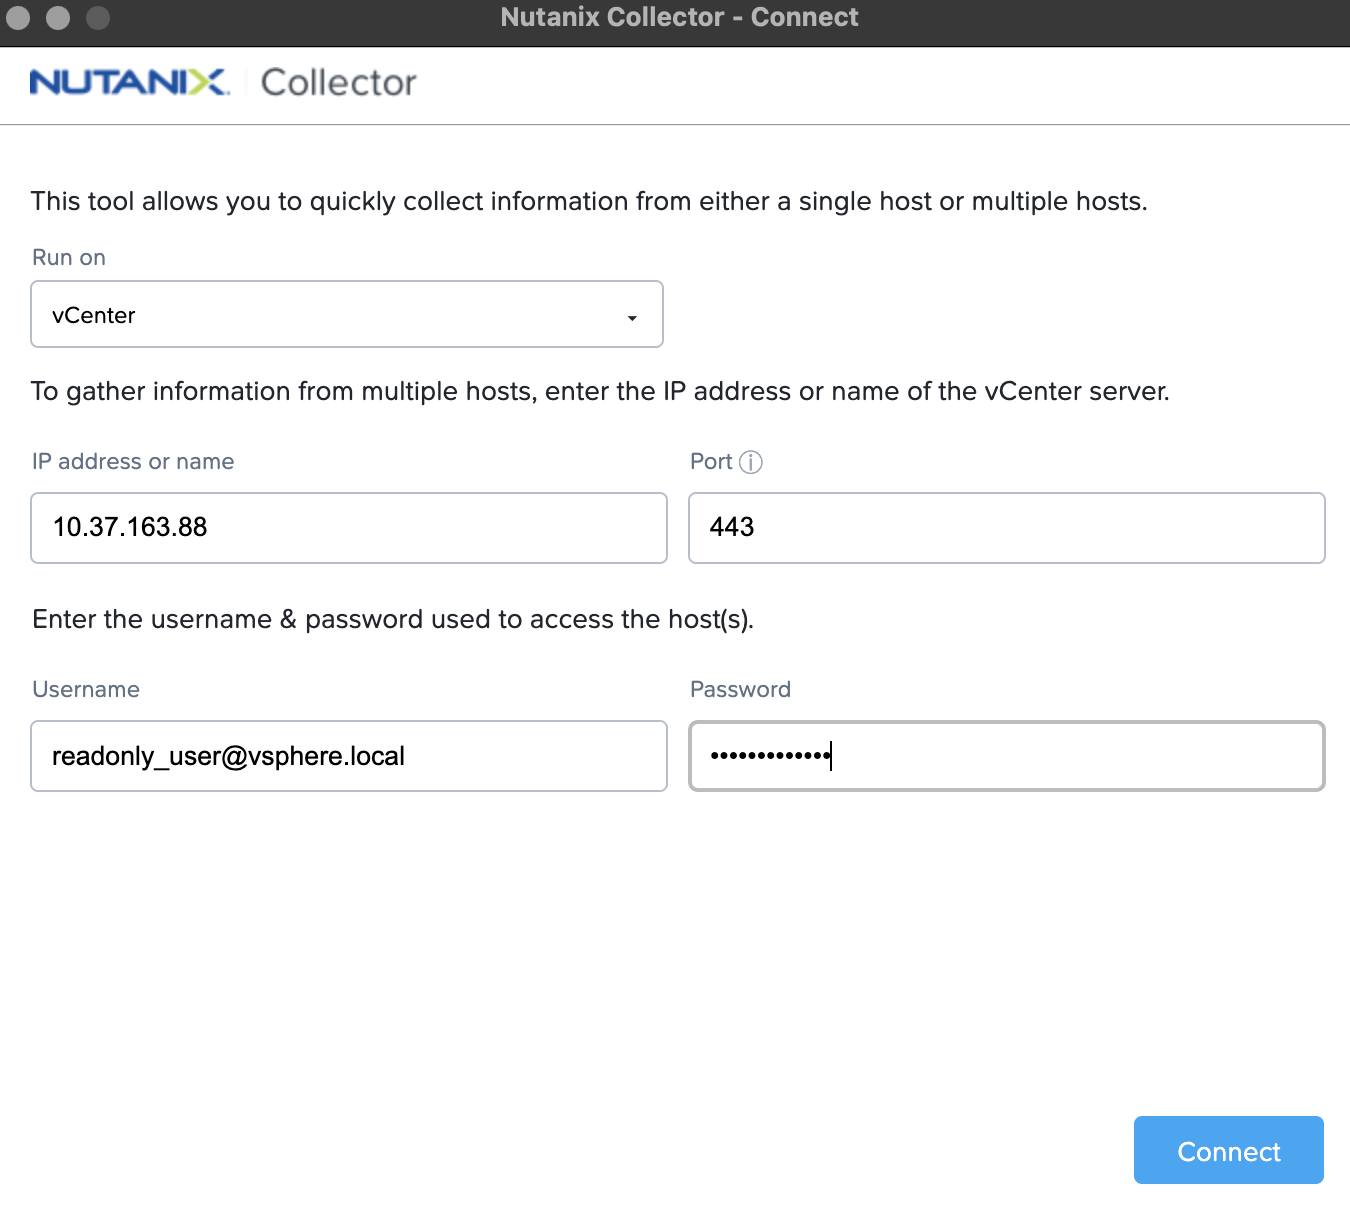 Nutanix Collector - Connect
NUTANIX Collector
This tool allows you to quickly collect information from either a single host or multiple hosts.
Run on
vCenter
To gather information from multiple hosts, enter the IP address or name of the vCenter server.
IP address or name
Port
10.37.163.88
443
Enter the username & password used to access the host(s).
Username
Password
readonly_user@vsphere.local
•••••••••••••
Connect